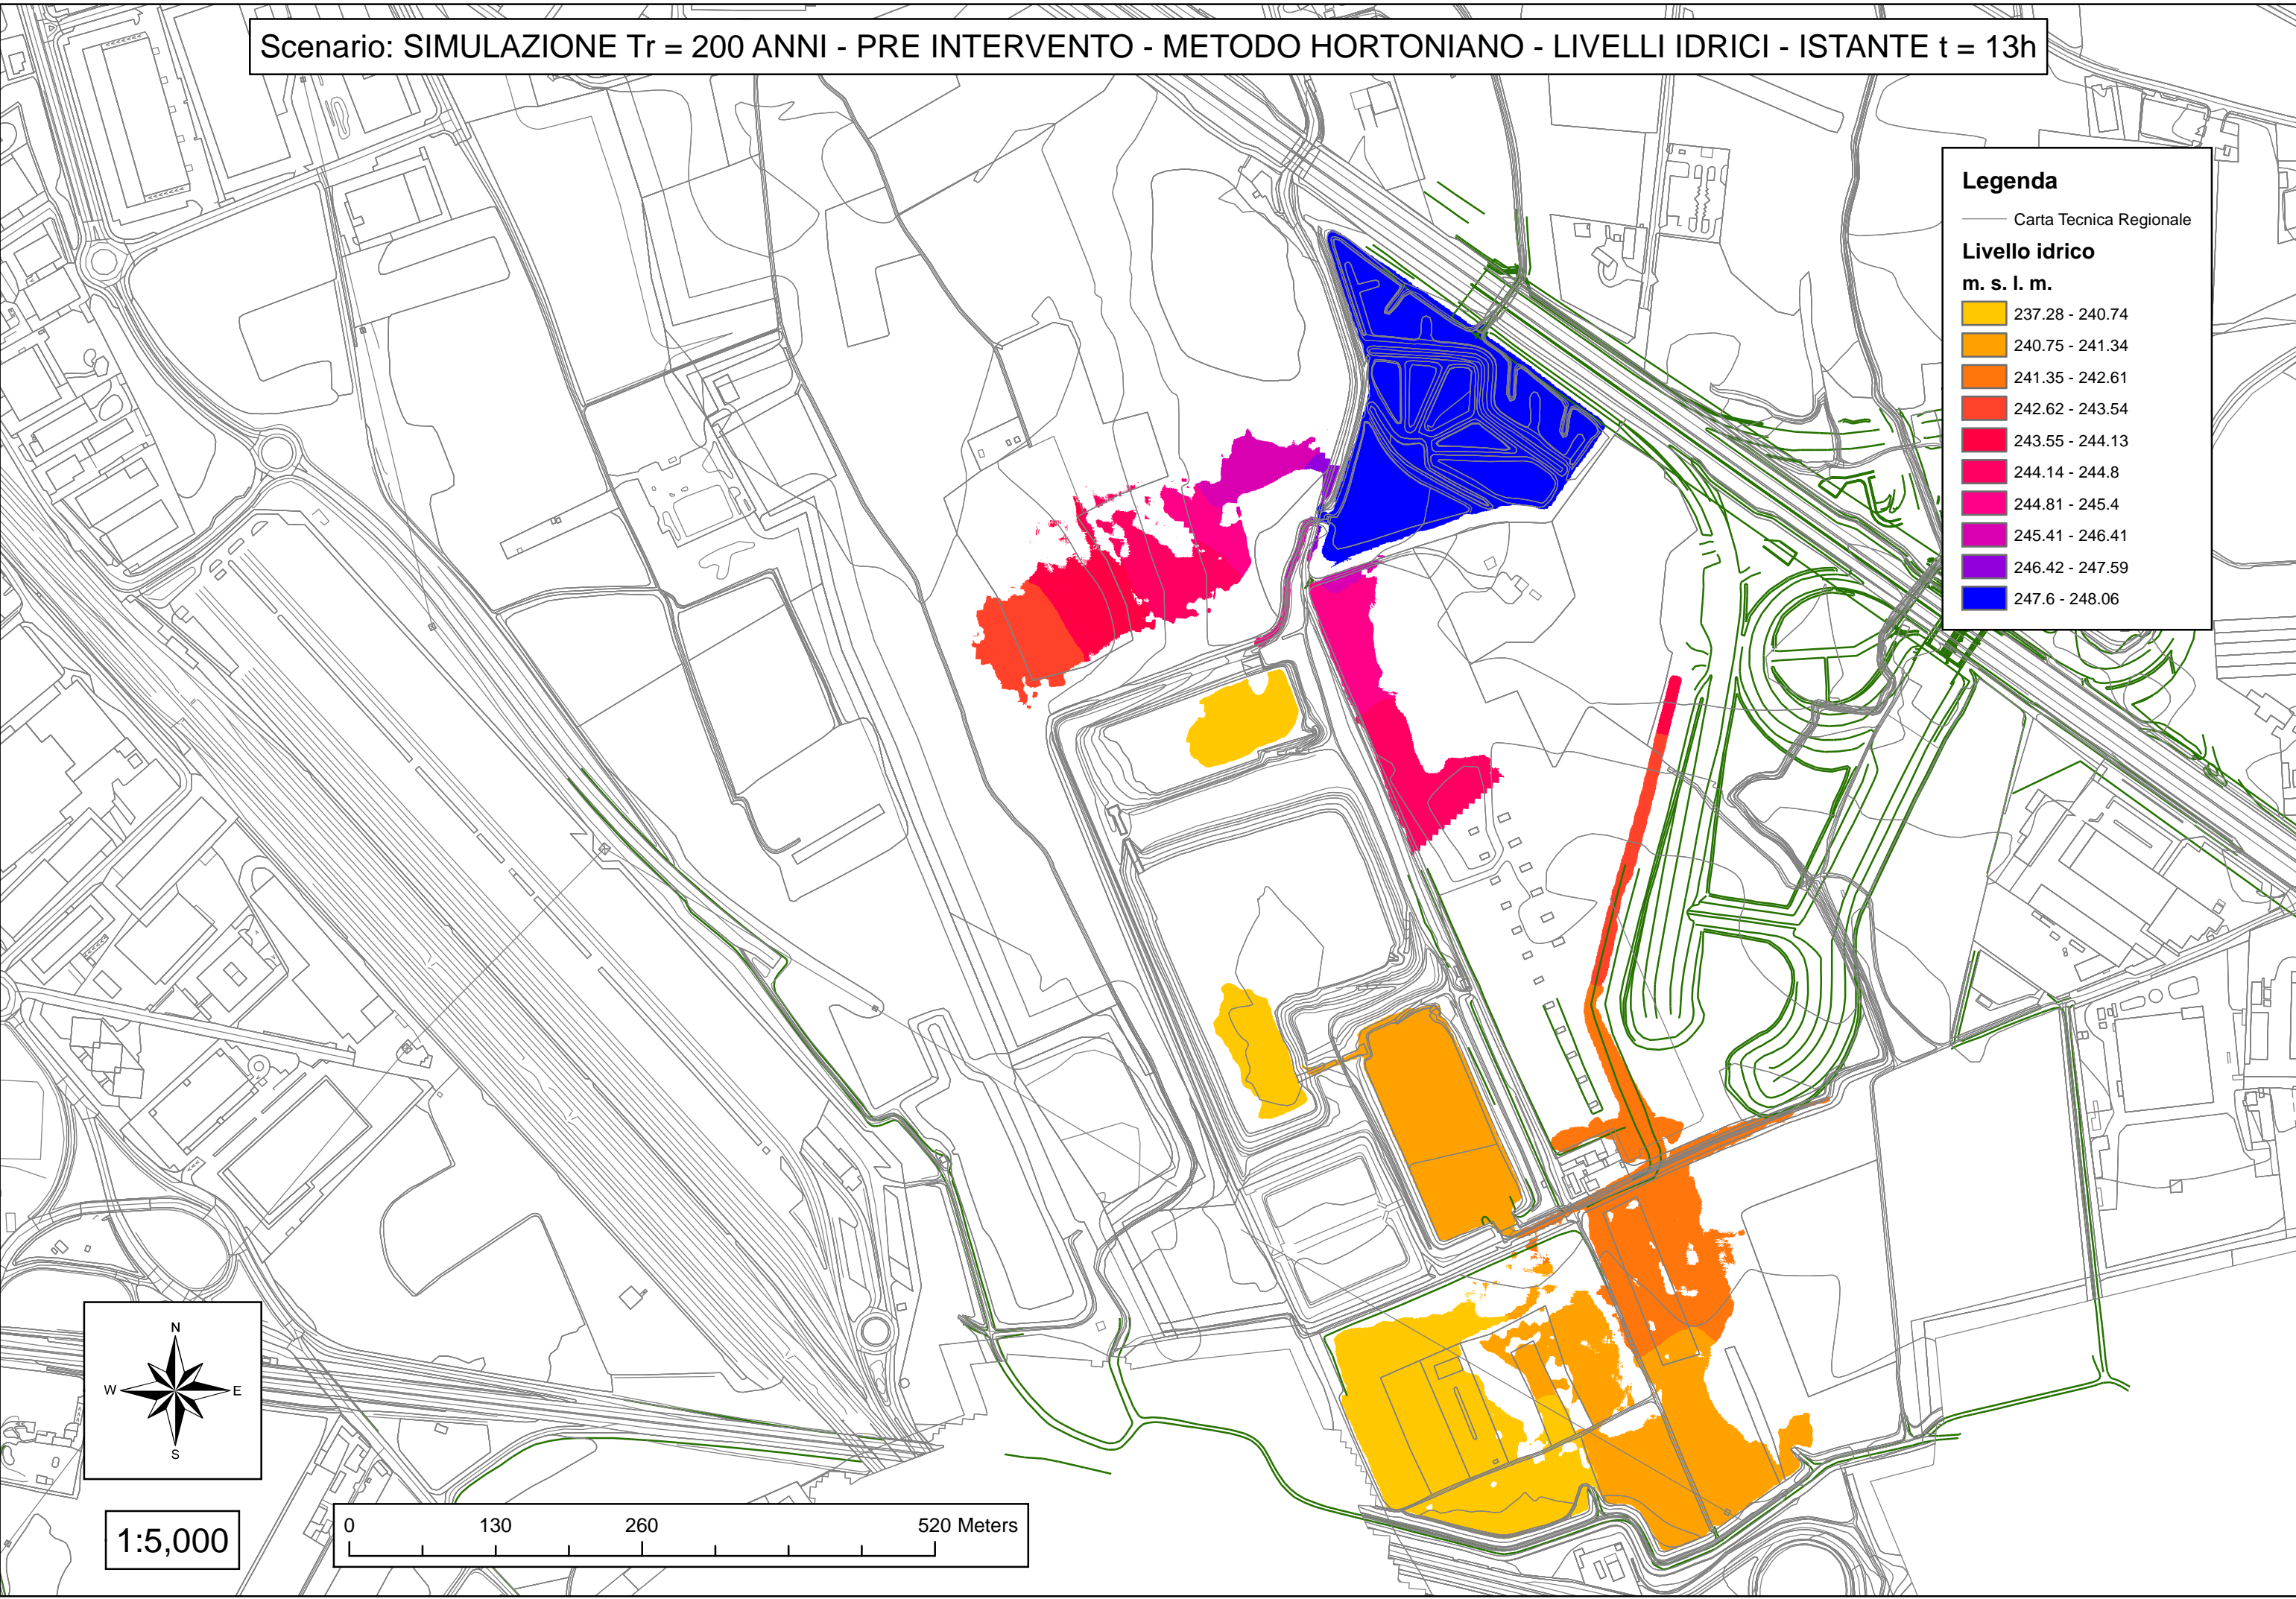 Scenario: SIMULAZIONE Tr = 200 ANNI - PRE INTERVENTO - METODO HORTONIANO - LIVELLI IDRICI - ISTANTE t = 13h
Legenda
Carta Tecnica Regionale
Livello idrico
m. s. l. m.
237.28 - 240.74
240.75 - 241.34
241.35 - 242.61
242.62 - 243.54
243.55 - 244.13
244.14 - 244.8
244.81 - 245.4
245.41 - 246.41
246.42 - 247.59
247.6 - 248.06
N
W E
S
1:5,000
0 130 260 520 Meters